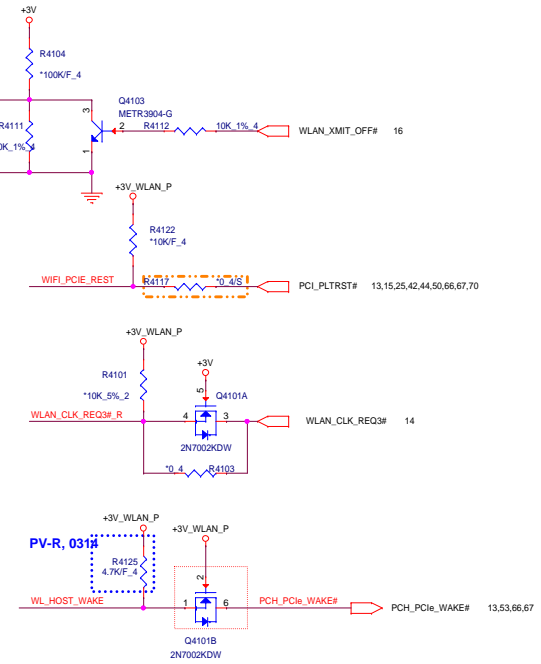 +3V
R4104
*100K/F_4
Q4103
METR3904-G
3
2
1
R4111
0K_1%_4
R4112
10K_1%_4
WLAN_XMIT_OFF# 16
+3V_WLAN_P
R4122
*10K/F_4
WIFI_PCIE_REST
R4117
*0_4/S
PCI_PLTRST# 13,15,25,42,44,50,66,67,70
+3V_WLAN_P
R4101
*10K_5%_2
+3V
5
Q4101A
WLAN_CLK_REQ3#_R
4
3
WLAN_CLK_REQ3# 14
2N7002KDW
*0_4
R4103
+3V_WLAN_P
+3V_WLAN_P
PV-R, 0314
R4125
4.7K/F_4
2
WL_HOST_WAKE
1
6
PCH_PCIe_WAKE#
PCH_PCIe_WAKE# 13,53,66,67
Q4101B
2N7002KDW